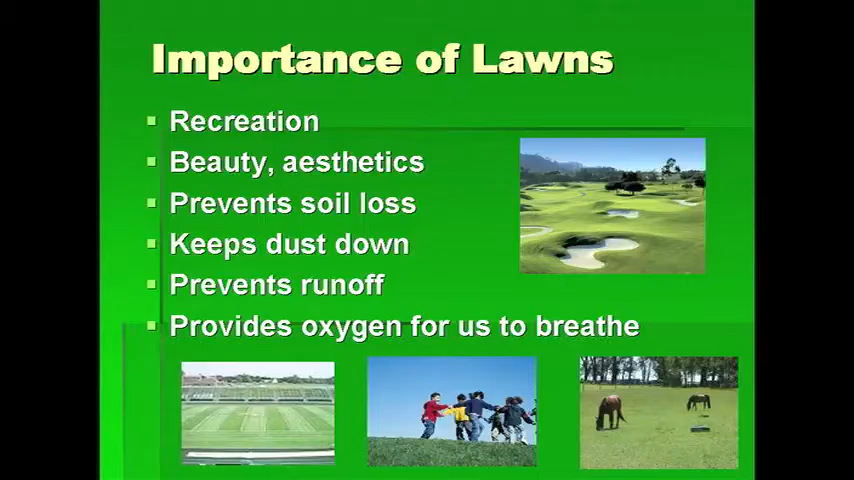 Importance of Lawns
Recreation
Beauty, aesthetics
Prevents soil loss
Keeps dust down
Prevents runoff
Provides oxygen for us to breathe